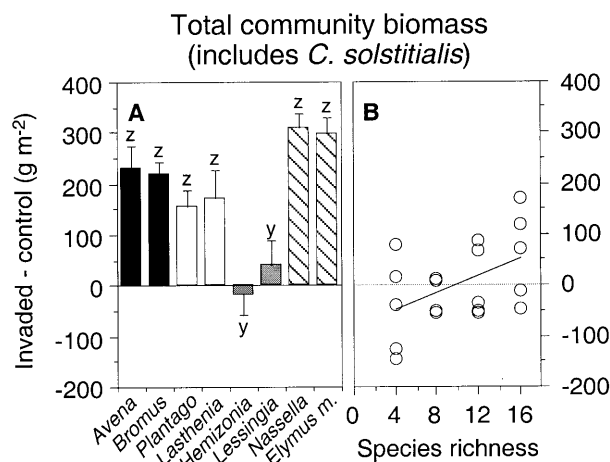 Total community biomass
(includes C. solstitialis)
Invaded - control (g m-2)
400
300
200
100
0
-100
-200
A
z
z
z
z
y
y
z
z
Avena
Bromus
Plantago
Lasthenia
Hemizonia
Lessingia
Nassella
Elymus m.
B
400
300
200
100
0
-100
-200
0 4 8 12 16
Species richness